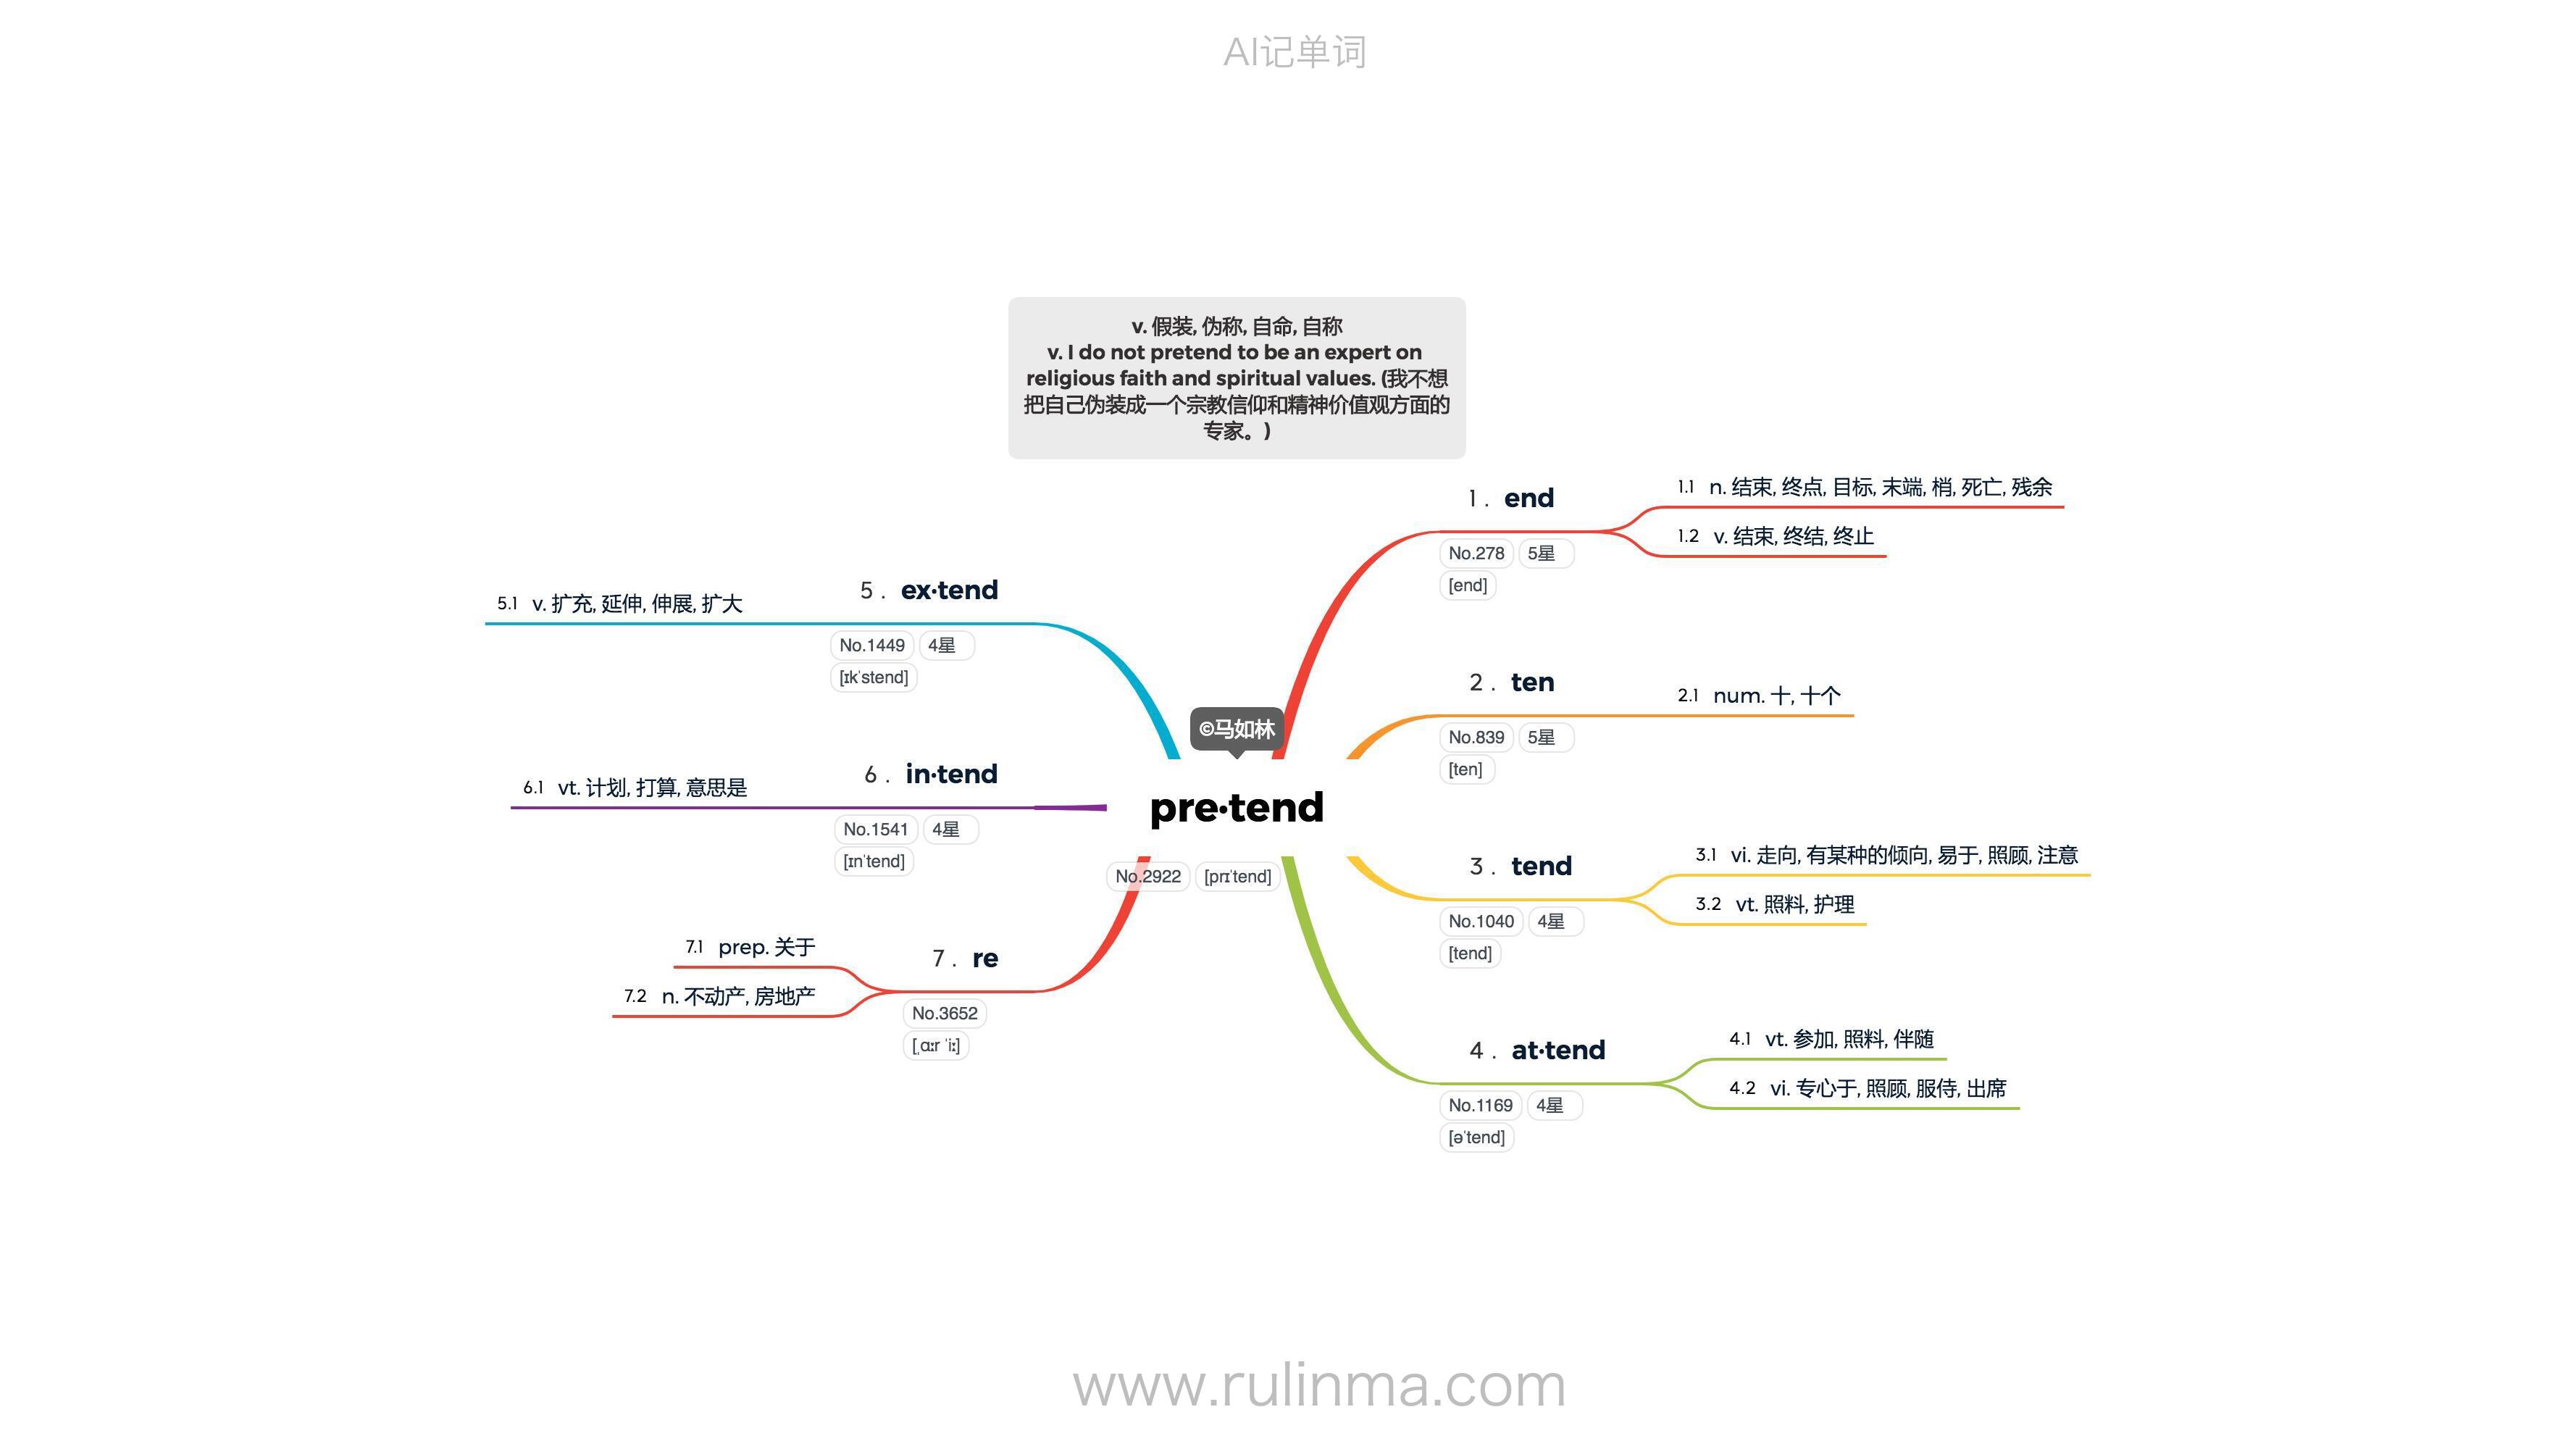 AI记单词
v. 假装, 伪称, 自命, 自称
v. I do not pretend to be an expert on
religious faith and spiritual values. (我不想
把自己伪装成一个宗教信仰和精神价值观方面的
专家。)
©马如林
pre·tend
No.2922 [prɪˈtend]
1 . end
No.278 5星
[end]
1.1 n. 结束, 终点, 目标, 末端, 梢, 死亡, 残余
1.2 v. 结束, 终结, 终止
2 . ten
No.839 5星
[ten]
2.1 num. 十, 十个
3 . tend
No.1040 4星
[tend]
3.1 vi. 走向, 有某种的倾向, 易于, 照顾, 注意
3.2 vt. 照料, 护理
4 . at·tend
No.1169 4星
[əˈtend]
4.1 vt. 参加, 照料, 伴随
4.2 vi. 专心于, 照顾, 服侍, 出席
5 . ex·tend
No.1449 4星
[ɪkˈstend]
5.1 v. 扩充, 延伸, 伸展, 扩大
6 . in·tend
No.1541 4星
[ɪnˈtend]
6.1 vt. 计划, 打算, 意思是
7 . re
No.3652
[ˌɑːr ˈiː]
7.1 prep. 关于
7.2 n. 不动产, 房地产
www.rulinma.com